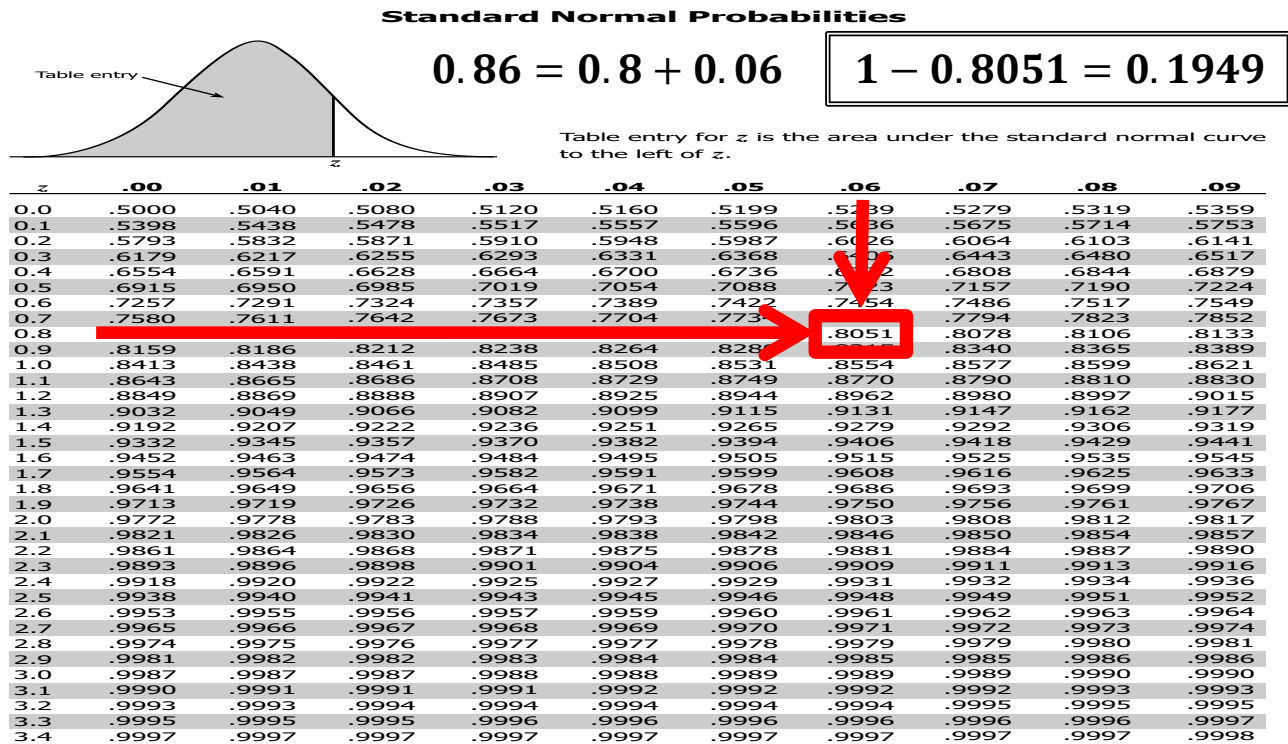 Standard Normal Probabilities
Table entry
0.86 = 0.8 + 0.06
1 − 0.8051 = 0.1949
Table entry for z is the area under the standard normal curve
to the left of z.
z
z .00 .01 .02 .03 .04 .05 .06 .07 .08 .09
0.0 .5000 .5040 .5080 .5120 .5160 .5199 .5279 .5319 .5359
0.1 .5398 .5438 .5478 .5517 .5557 .5596 .5675 .5714 .5753
0.2 .5793 .5832 .5871 .5910 .5948 .5987 .6026 .6064 .6103 .6141
0.3 .6179 .6217 .6255 .6293 .6331 .6368 .6443 .6480 .6517
0.4 .6554 .6591 .6628 .6664 .6700 .6736 .6808 .6844 .6879
0.5 .6915 .6950 .6985 .7019 .7054 .7088 .7157 .7190 .7224
0.6 .7257 .7291 .7324 .7357 .7389 .7422 .7454 .7486 .7517 .7549
0.7 .7580 .7611 .7642 .7673 .7704 .7794 .7823 .7852
0.8 .8051 .8078 .8106 .8133
0.9 .8159 .8186 .8212 .8238 .8264 .8340 .8365 .8389
1.0 .8413 .8438 .8461 .8485 .8508 .8531 .8554 .8577 .8599 .8621
1.1 .8643 .8665 .8686 .8708 .8729 .8749 .8770 .8790 .8810 .8830
1.2 .8849 .8869 .8888 .8907 .8925 .8944 .8962 .8980 .8997 .9015
1.3 .9032 .9049 .9066 .9082 .9099 .9115 .9131 .9147 .9162 .9177
1.4 .9192 .9207 .9222 .9236 .9251 .9265 .9279 .9292 .9306 .9319
1.5 .9332 .9345 .9357 .9370 .9382 .9394 .9406 .9418 .9429 .9441
1.6 .9452 .9463 .9474 .9484 .9495 .9505 .9515 .9525 .9535 .9545
1.7 .9554 .9564 .9573 .9582 .9591 .9599 .9608 .9616 .9625 .9633
1.8 .9641 .9649 .9656 .9664 .9671 .9678 .9686 .9693 .9699 .9706
1.9 .9713 .9719 .9726 .9732 .9738 .9744 .9750 .9756 .9761 .9767
2.0 .9772 .9778 .9783 .9788 .9793 .9798 .9803 .9808 .9812 .9817
2.1 .9821 .9826 .9830 .9834 .9838 .9842 .9846 .9850 .9854 .9857
2.2 .9861 .9864 .9868 .9871 .9875 .9878 .9881 .9884 .9887 .9890
2.3 .9893 .9896 .9898 .9901 .9904 .9906 .9909 .9911 .9913 .9916
2.4 .9918 .9920 .9922 .9925 .9927 .9929 .9931 .9932 .9934 .9936
2.5 .9938 .9940 .9941 .9943 .9945 .9946 .9948 .9949 .9951 .9952
2.6 .9953 .9955 .9956 .9957 .9959 .9960 .9961 .9962 .9963 .9964
2.7 .9965 .9966 .9967 .9968 .9969 .9970 .9971 .9972 .9973 .9974
2.8 .9974 .9975 .9976 .9977 .9977 .9978 .9979 .9979 .9980 .9981
2.9 .9981 .9982 .9982 .9983 .9984 .9984 .9985 .9985 .9986 .9986
3.0 .9987 .9987 .9987 .9988 .9988 .9989 .9989 .9989 .9990 .9990
3.1 .9990 .9991 .9991 .9991 .9992 .9992 .9992 .9992 .9993 .9993
3.2 .9993 .9993 .9994 .9994 .9994 .9994 .9994 .9995 .9995 .9995
3.3 .9995 .9995 .9995 .9996 .9996 .9996 .9996 .9996 .9996 .9997
3.4 .9997 .9997 .9997 .9997 .9997 .9997 .9997 .9997 .9997 .9998